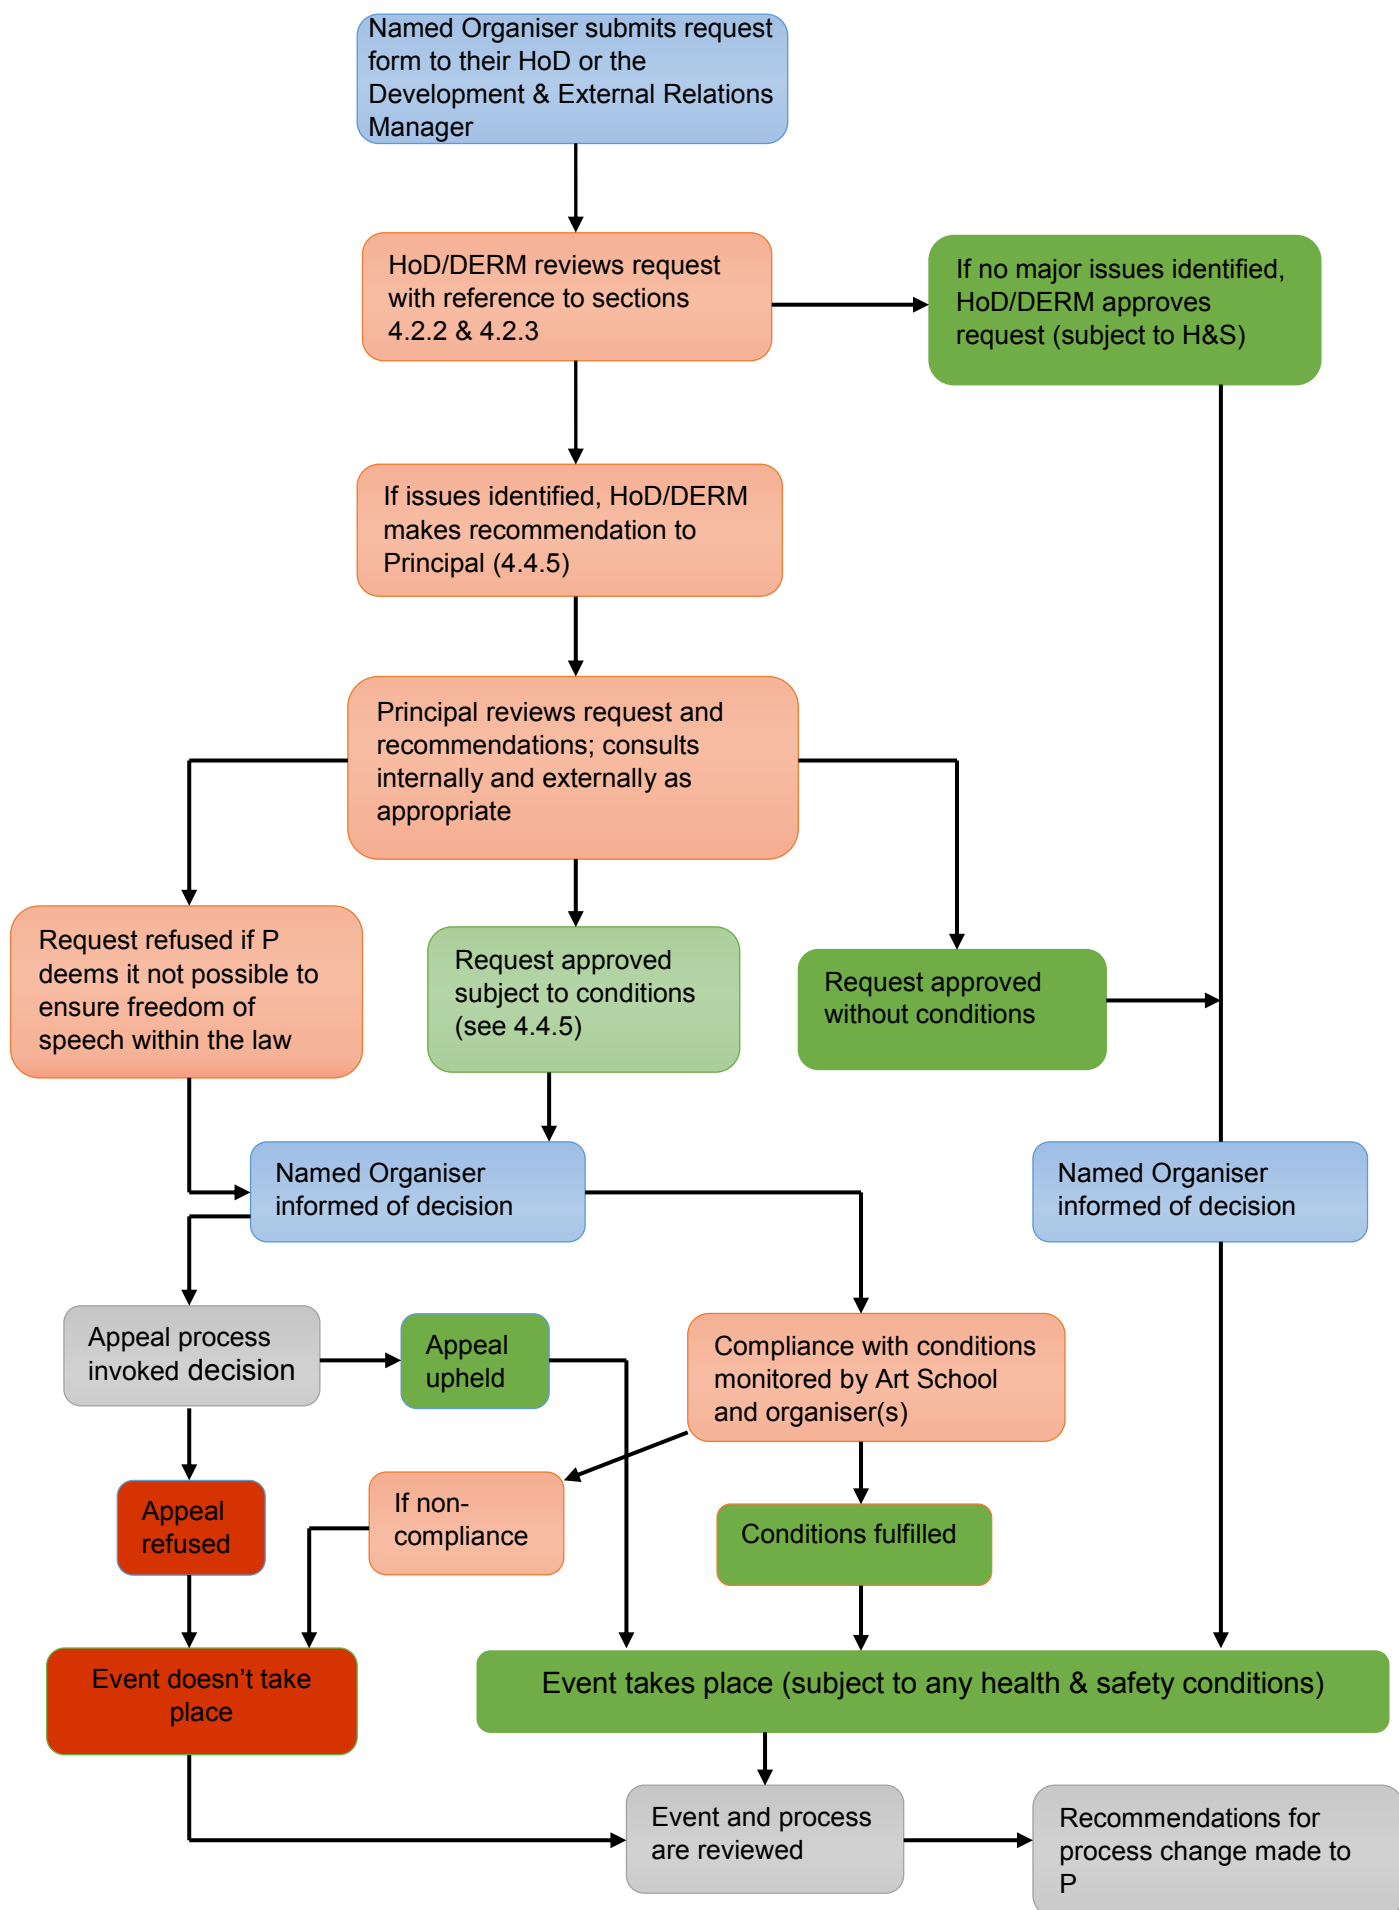 Named Organiser submits request
form to their HoD or the
Development & External Relations
Manager
HoD/DERM reviews request
with reference to sections
4.2.2 & 4.2.3
If no major issues identified,
HoD/DERM approves
request (subject to H&S)
If issues identified, HoD/DERM
makes recommendation to
Principal (4.4.5)
Principal reviews request and
recommendations; consults
internally and externally as
appropriate
Request refused if P
deems it not possible to
ensure freedom of
speech within the law
Request approved
subject to conditions
(see 4.4.5)
Request approved
without conditions
Named Organiser
informed of decision
Named Organiser
informed of decision
Appeal process
invoked decision
Appeal
upheld
Compliance with conditions
monitored by Art School
and organiser(s)
Appeal
refused
If non-
compliance
Conditions fulfilled
Event doesn’t take
place
Event takes place (subject to any health & safety conditions)
Event and process
are reviewed
Recommendations for
process change made to
P